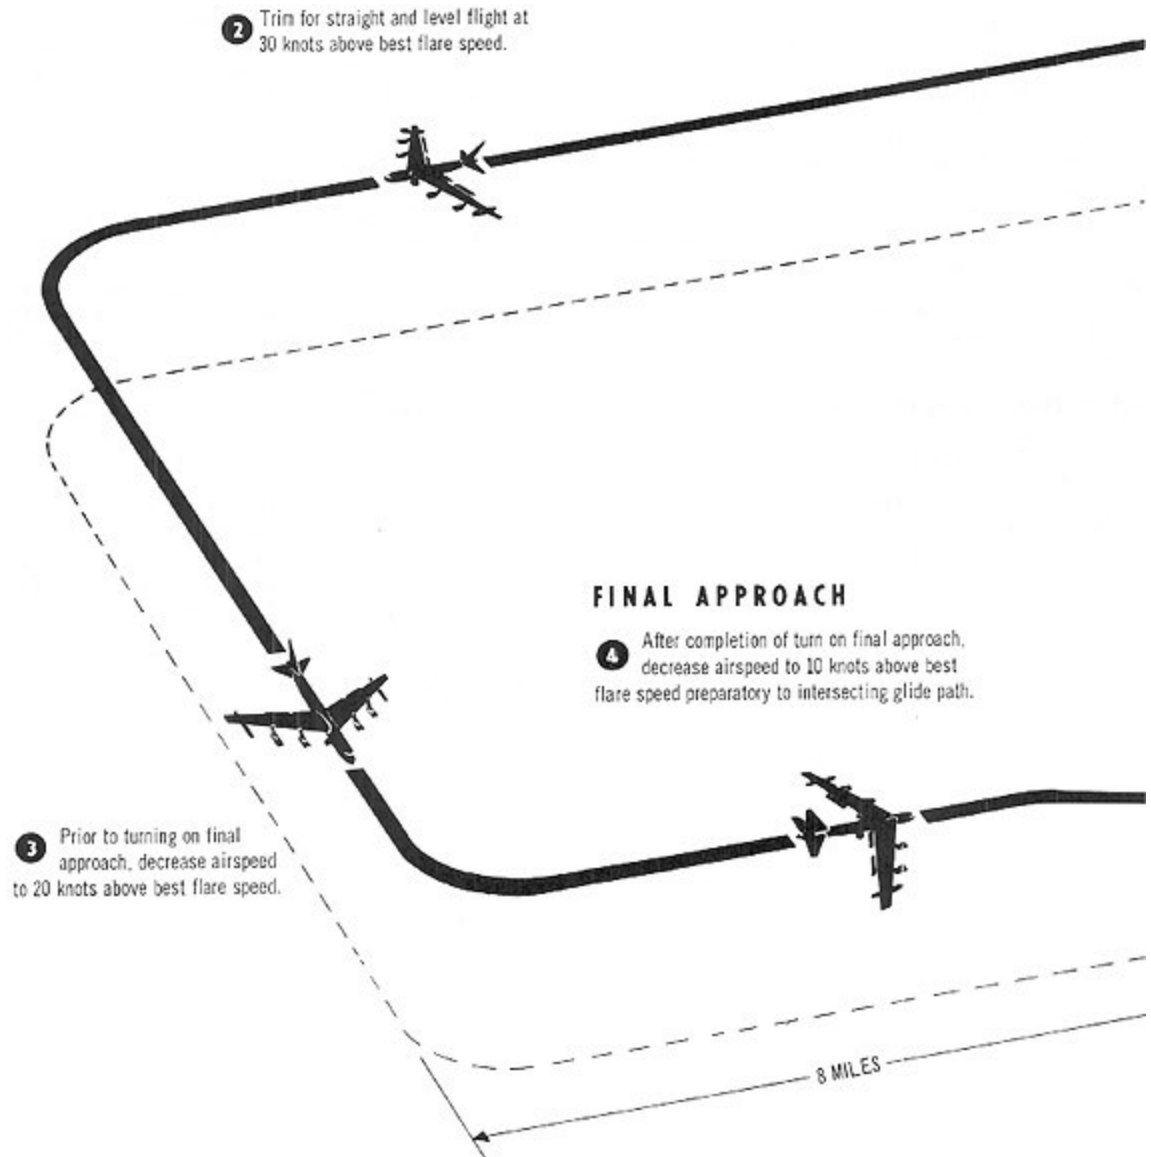 2 Trim for straight and level flight at
30 knots above best flare speed.
FINAL APPROACH
4 After completion of turn on final approach,
decrease airspeed to 10 knots above best
flare speed preparatory to intersecting glide path.
3 Prior to turning on final
approach, decrease airspeed
to 20 knots above best flare speed.
8 MILES